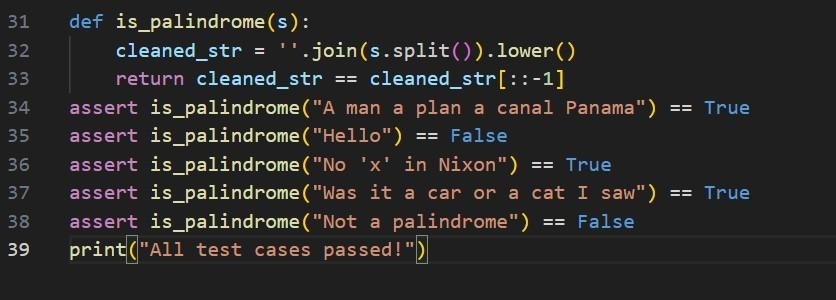 31 def is_palindrome(s):
32     cleaned_str = ''.join(s.split()).lower()
33     return cleaned_str == cleaned_str[::-1]
34 assert is_palindrome("A man a plan a canal Panama") == True
35 assert is_palindrome("Hello") == False
36 assert is_palindrome("No 'x' in Nixon") == True
37 assert is_palindrome("Was it a car or a cat I saw") == True
38 assert is_palindrome("Not a palindrome") == False
39 print("All test cases passed!")